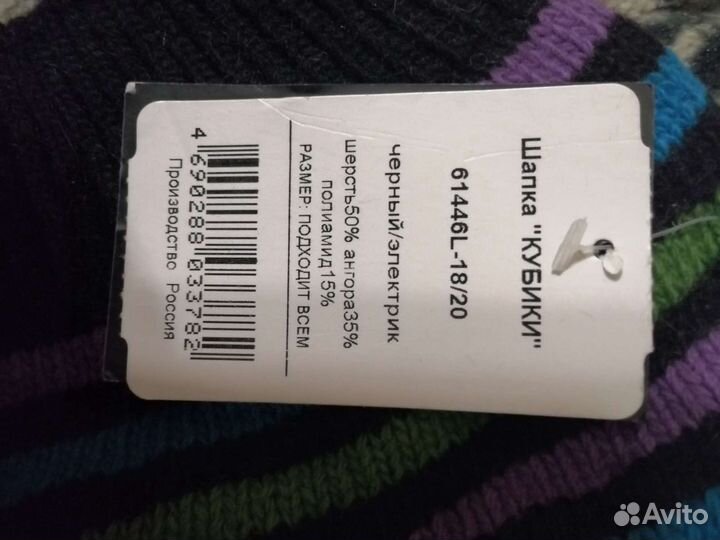 Шапка "КУБИКИ"
61446L-18/20
черный/электрик
шерсть50% ангора35%
полиамид15%
РАЗМЕР: ПОДХОДИТ ВСЕМ
4 690288 033782
Производство Россия
Avito